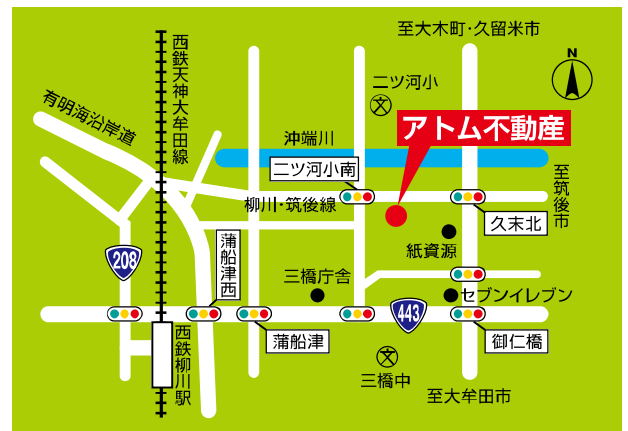 至大木町・久留米市
N
西鉄天神大牟田線
二ツ河小
文
有明海沿岸道
アトム不動産
沖端川
二ツ河小南
至筑後市
柳川・筑後線
久末北
208
蒲船津西
紙資源
三橋庁舎
セブンイレブン
443
西鉄柳川駅
蒲船津
御仁橋
文
三橋中
至大牟田市